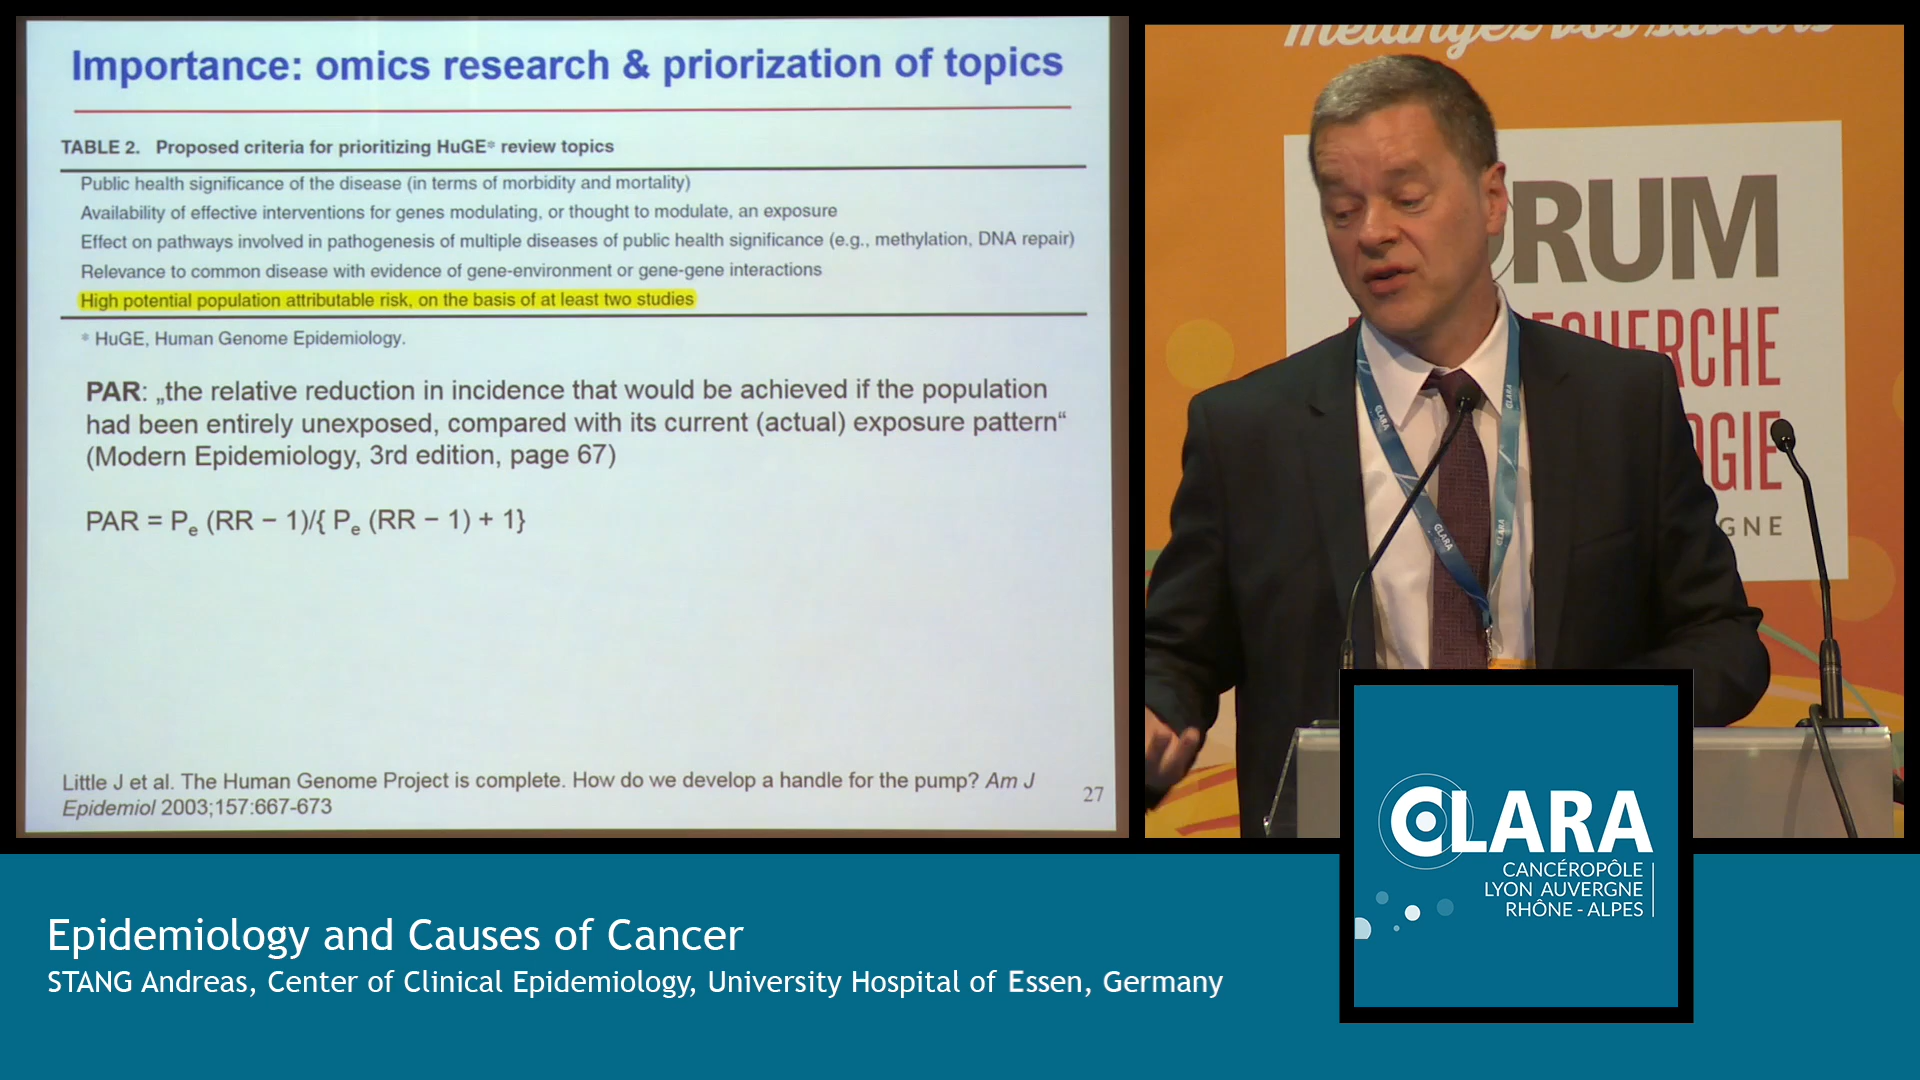 Importance: omics research & priorization of topics
TABLE 2. Proposed criteria for prioritizing HuGE* review topics
Public health significance of the disease (in terms of morbidity and mortality)
Availability of effective interventions for genes modulating, or thought to modulate, an exposure
Effect on pathways involved in pathogenesis of multiple diseases of public health significance (e.g., methylation, DNA repair)
Relevance to common disease with evidence of gene-environment or gene-gene interactions
High potential population attributable risk, on the basis of at least two studies
* HuGE, Human Genome Epidemiology.
PAR: „the relative reduction in incidence that would be achieved if the population
had been entirely unexposed, compared with its current (actual) exposure pattern“
(Modern Epidemiology, 3rd edition, page 67)
PAR = Pe (RR − 1)/{ Pe (RR − 1) + 1}
Little J et al. The Human Genome Project is complete. How do we develop a handle for the pump? Am J
Epidemiol 2003;157:667-673
27
mélangez vos savoirs
RUM
CHERCHE
OGIE
GNE
CLARA
CLARA
CLARA
CLARA
CLARA
CANCÉROPÔLE
LYON AUVERGNE
RHÔNE - ALPES
Epidemiology and Causes of Cancer
STANG Andreas, Center of Clinical Epidemiology, University Hospital of Essen, Germany